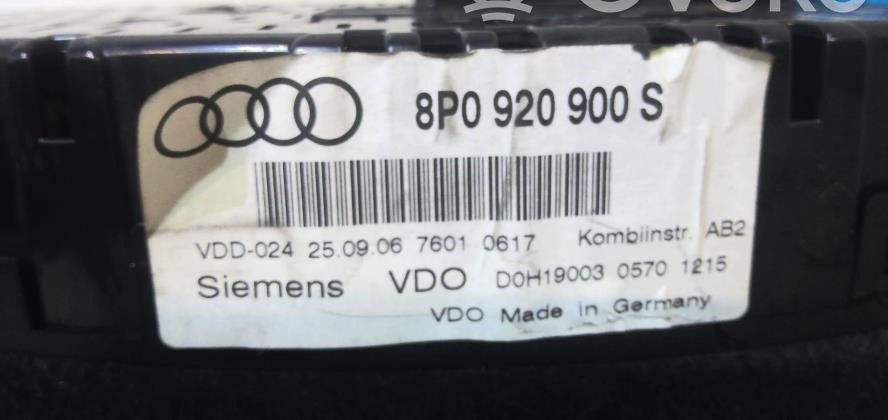 8P0 920 900 S
VDD-024 25.09.06 7601 0617 Kombiinstr. AB2
Siemens VDO D0H19003 0570 1215
VDO Made in Germany